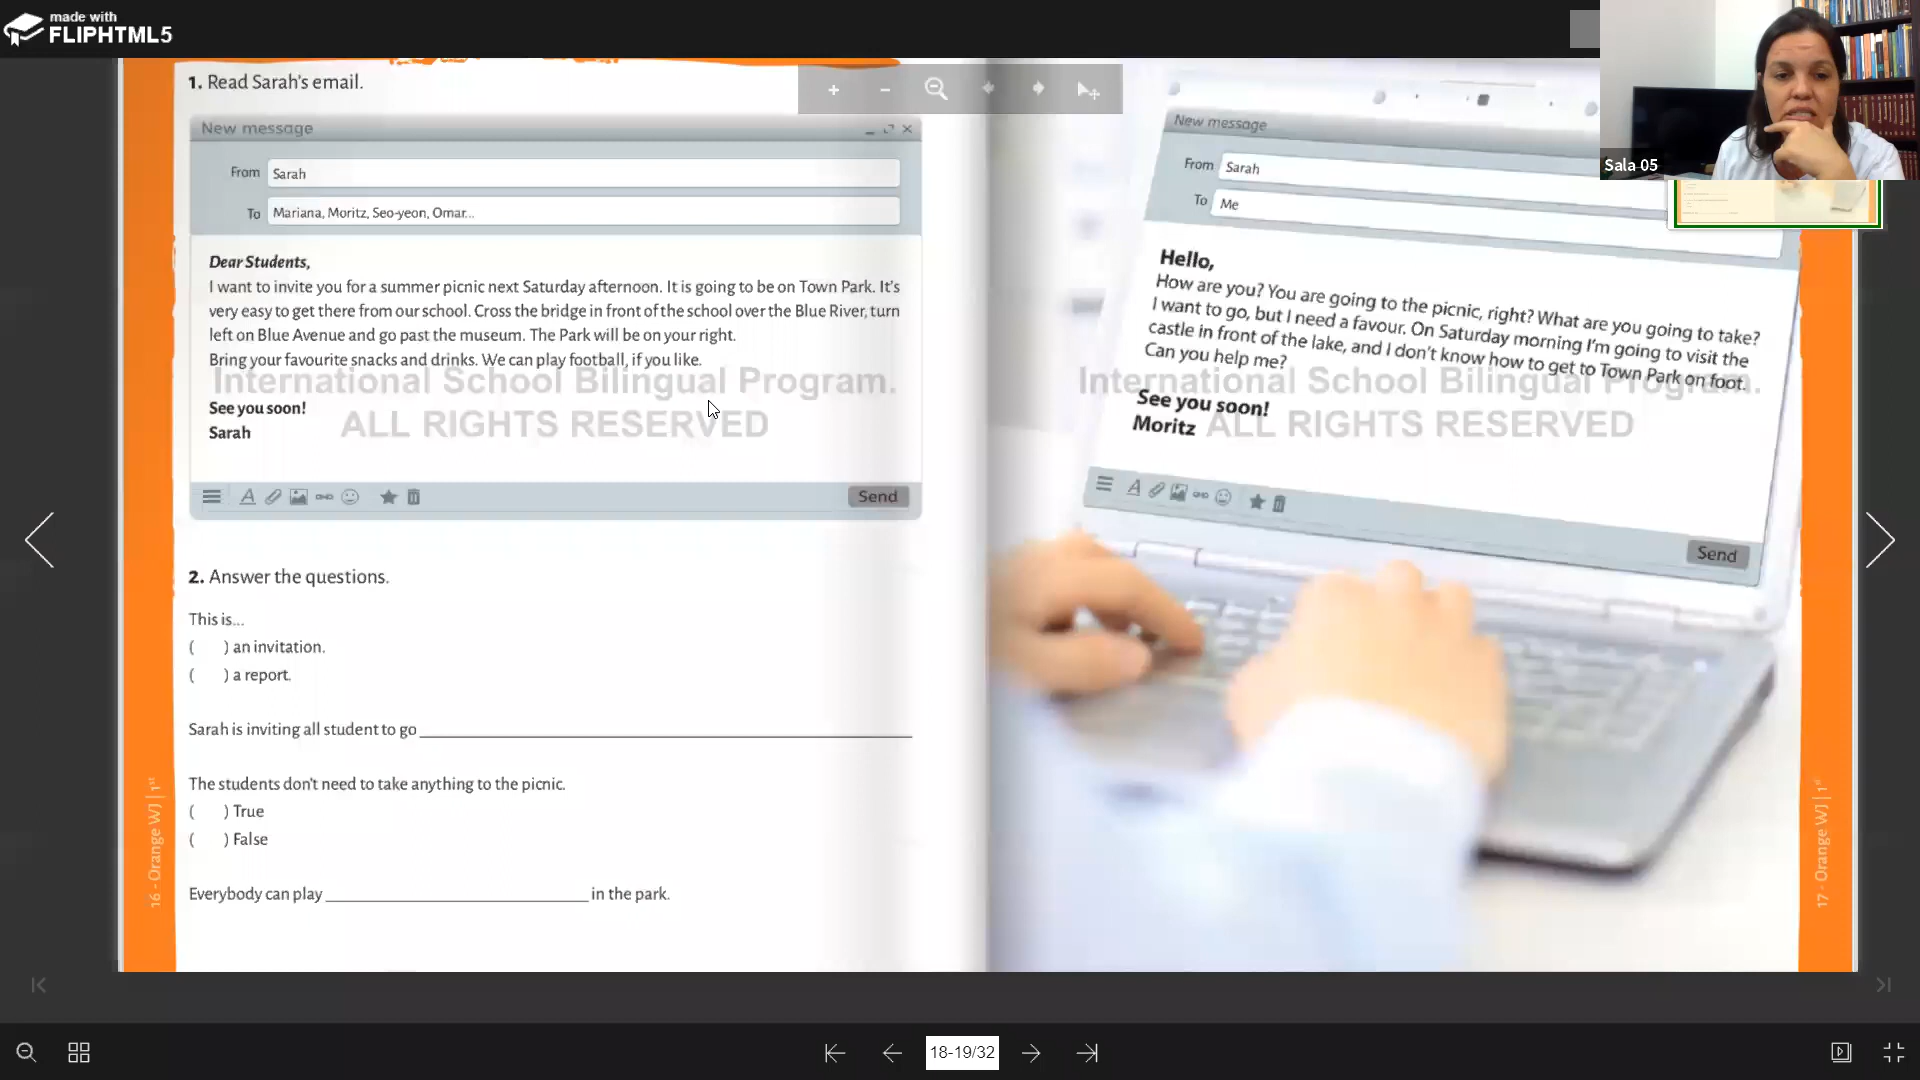 made with
FLIPHTML5
Sala 05
1. Read Sarah's email.
New message
From Sarah
To Mariana, Moritz, Seo-yeon, Omar...
Dear Students,
I want to invite you for a summer picnic next Saturday afternoon. It is going to be on Town Park. It's
very easy to get there from our school. Cross the bridge in front of the school over the Blue River, turn
left on Blue Avenue and go past the museum. The Park will be on your right.
Bring your favourite snacks and drinks. We can play football, if you like.
International School Bilingual Program.
ALL RIGHTS RESERVED
See you soon!
Sarah
Send
2. Answer the questions.
This is...
( ) an invitation.
( ) a report.
Sarah is inviting all student to go
The students don't need to take anything to the picnic.
( ) True
( ) False
Everybody can play ______ in the park.
16 - Orange WJ | 1st
New message
From Sarah
To Me
Hello,
How are you? You are going to the picnic, right? What are you going to take?
I want to go, but I need a favour. On Saturday morning I'm going to visit the
castle in front of the lake, and I don't know how to get to Town Park on foot.
Can you help me?
International School Bilingual Program.
ALL RIGHTS RESERVED
See you soon!
Moritz
Send
17 - Orange WJ | 1st
18-19/32